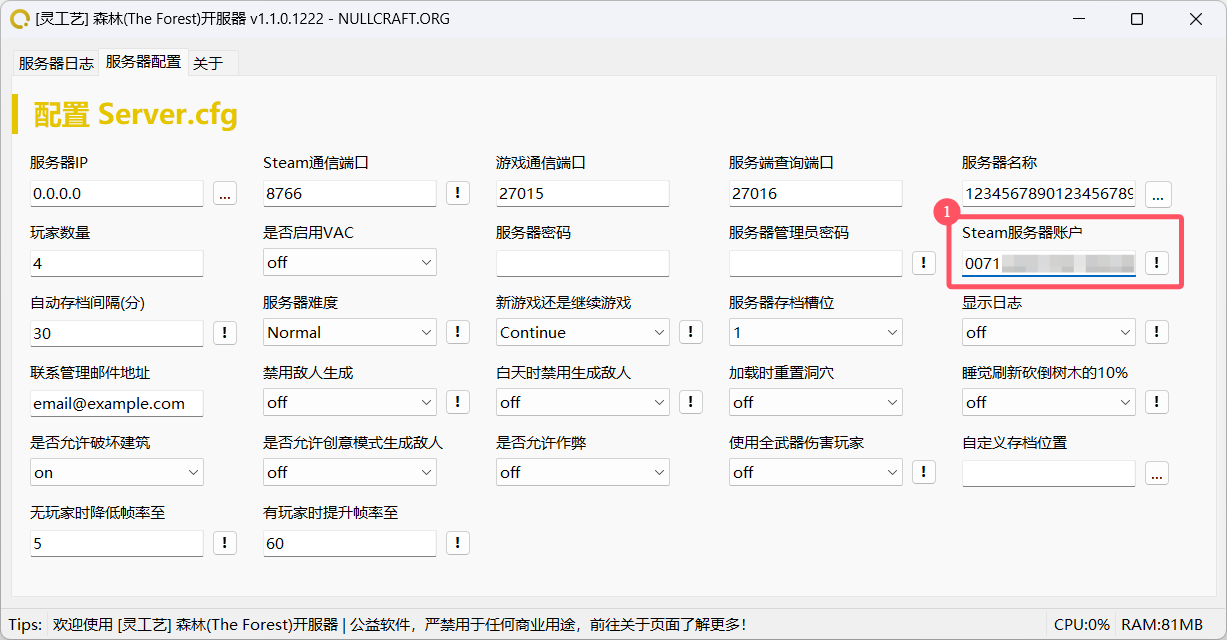 [灵工艺] 森林(The Forest)开服器 v1.1.0.1222 - NULLCRAFT.ORG
服务器日志 服务器配置 关于
配置 Server.cfg
服务器IP Steam通信端口 游戏通信端口 服务端查询端口 服务器名称
0.0.0.0 ... 8766 ! 27015 27016 1234567890123456789 ...
1
玩家数量 是否启用VAC 服务器密码 服务器管理员密码 Steam服务器账户
4 off ! 0071 !
自动存档间隔(分) 服务器难度 新游戏还是继续游戏 服务器存档槽位 显示日志
30 ! Normal ! Continue ! 1 off !
联系管理邮件地址 禁用敌人生成 白天时禁用生成敌人 加载时重置洞穴 睡觉刷新砍倒树木的10%
email@example.com off ! off ! off off !
是否允许破坏建筑 是否允许创意模式生成敌人 是否允许作弊 使用全武器伤害玩家 自定义存档位置
on off off off ! ...
无玩家时降低帧率至 有玩家时提升帧率至
5 ! 60 !
Tips: 欢迎使用 [灵工艺] 森林(The Forest)开服器 | 公益软件，严禁用于任何商业用途，前往关于页面了解更多! CPU:0% RAM:81MB